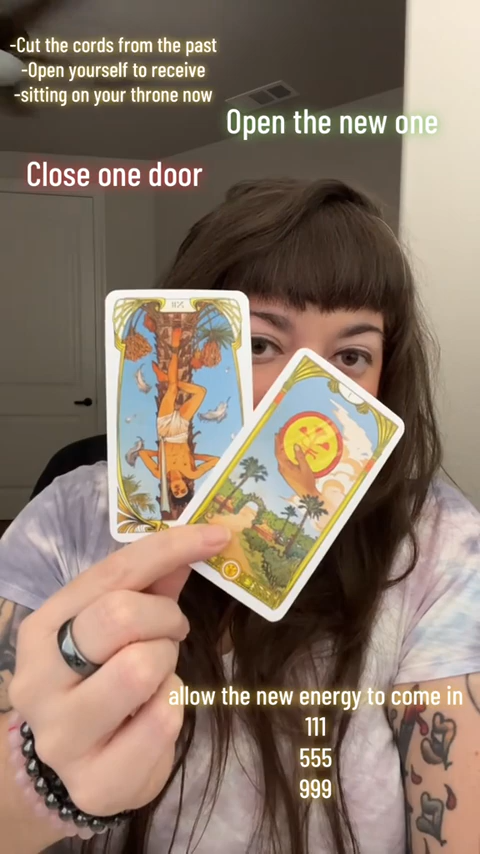 -Cut the cords from the past
-Open yourself to receive
-sitting on your throne now
Open the new one
Close one door
XII
allow the new energy to come in
111
555
999